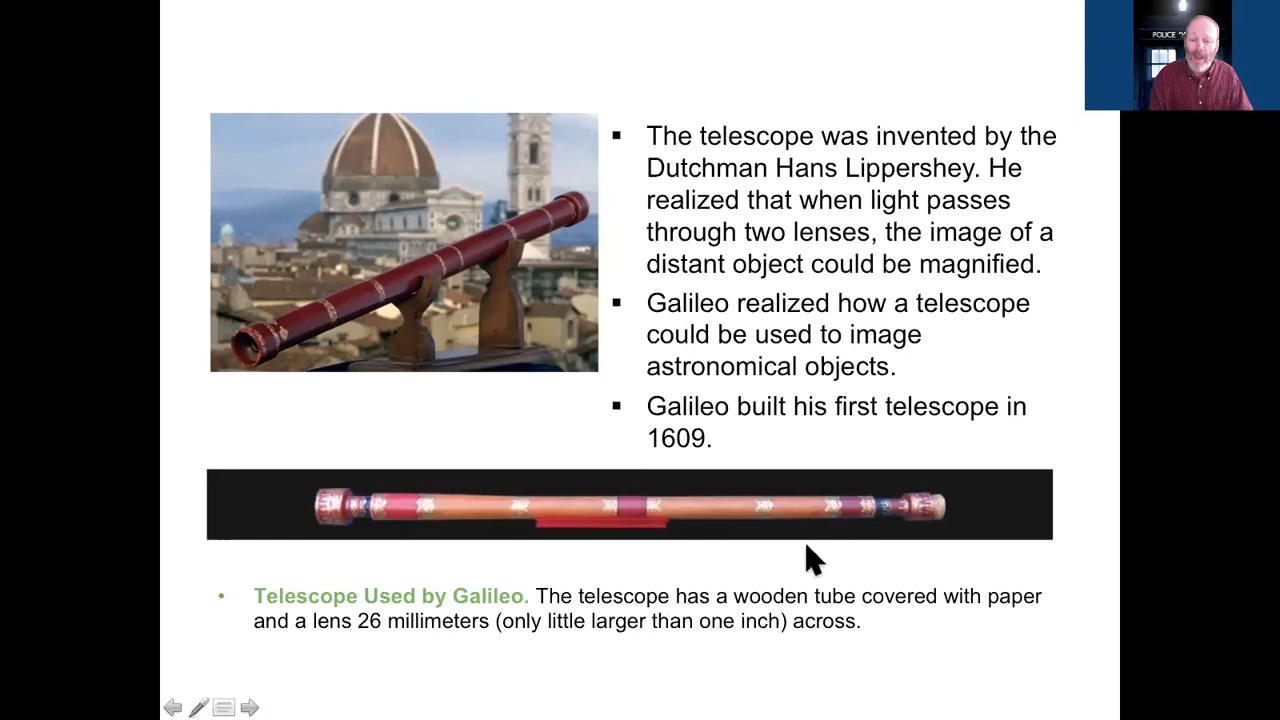 POLICE
▪ The telescope was invented by the
Dutchman Hans Lippershey. He
realized that when light passes
through two lenses, the image of a
distant object could be magnified.
▪ Galileo realized how a telescope
could be used to image
astronomical objects.
▪ Galileo built his first telescope in
1609.
• Telescope Used by Galileo. The telescope has a wooden tube covered with paper
and a lens 26 millimeters (only little larger than one inch) across.